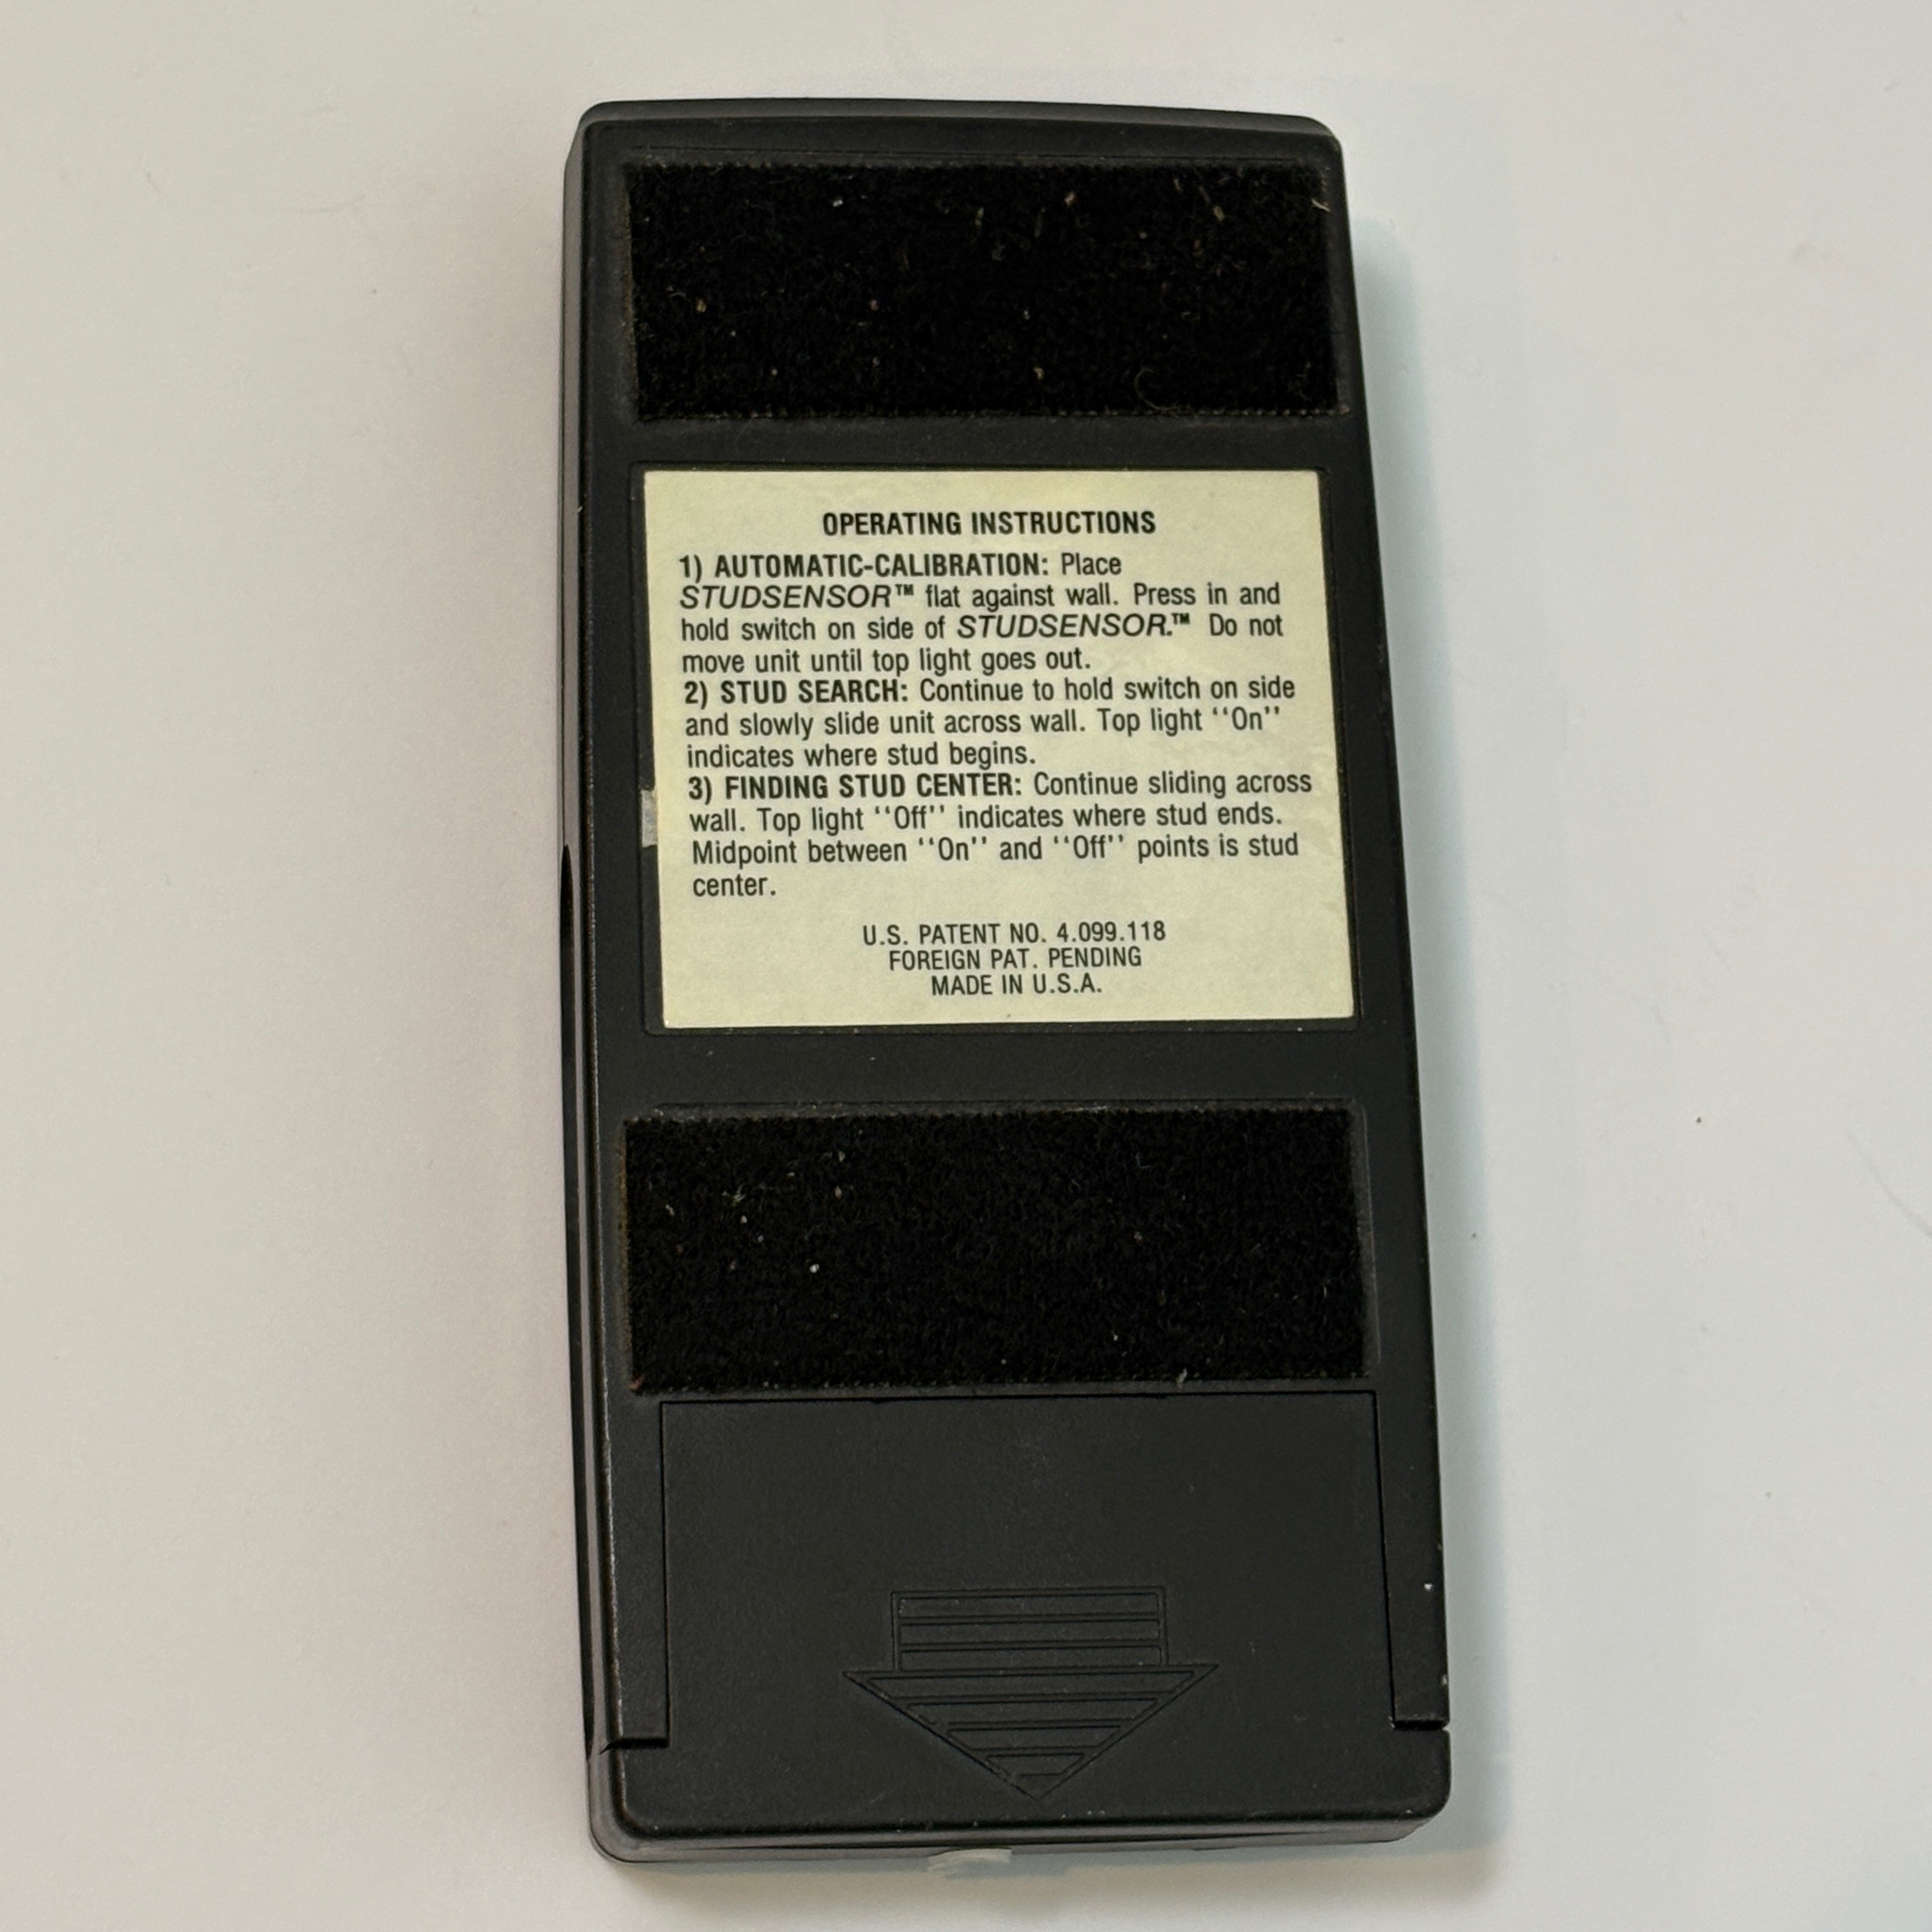 OPERATING INSTRUCTIONS
1) AUTOMATIC-CALIBRATION: Place
STUDSENSOR™ flat against wall. Press in and
hold switch on side of STUDSENSOR.™ Do not
move unit until top light goes out.
2) STUD SEARCH: Continue to hold switch on side
and slowly slide unit across wall. Top light ‘‘On’’
indicates where stud begins.
3) FINDING STUD CENTER: Continue sliding across
wall. Top light ‘‘Off’’ indicates where stud ends.
Midpoint between ‘‘On’’ and ‘‘Off’’ points is stud
center.
U.S. PATENT NO. 4.099.118
FOREIGN PAT. PENDING
MADE IN U.S.A.